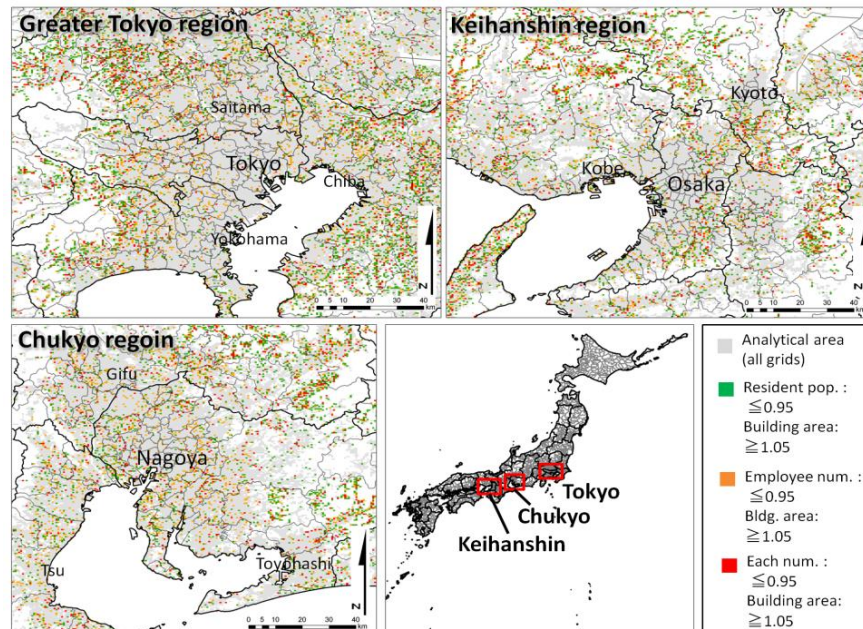 Greater Tokyo region
Saitama
Tokyo
Chiba
Yokohama
N
0 5 10 20 30 40
km
Keihanshin region
Kyoto
Kobe
Osaka
N
0 5 10 20 30 40
km
Chukyo regoin
Gifu
Nagoya
Tsu
Toyohashi
N
0 5 10 20 30 40
km
Tokyo
Chukyo
Keihanshin
Analytical area
(all grids)
Resident pop. :
≦0.95
Building area:
≧1.05
Employee num. :
≦0.95
Bldg. area:
≧1.05
Each num. :
≦0.95
Building area:
≧1.05